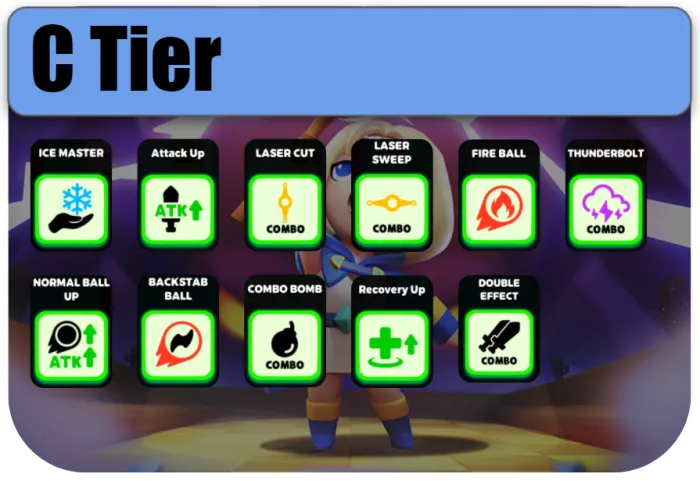 C Tier
ICE MASTER
Attack Up
ATK
LASER CUT
COMBO
LASER
SWEEP
COMBO
FIRE BALL
THUNDERBOLT
COMBO
NORMAL BALL
UP
ATK
BACKSTAB
BALL
COMBO BOMB
COMBO
Recovery Up
DOUBLE
EFFECT
COMBO